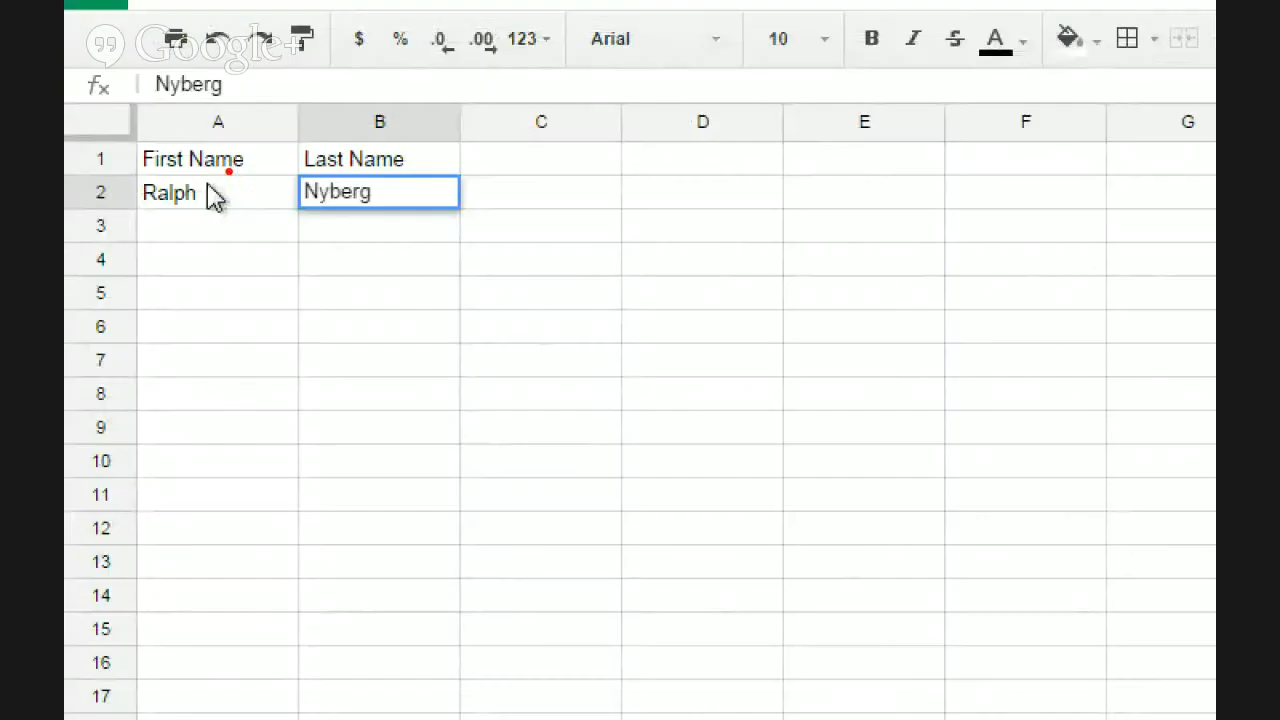 Google+
$ % .0 .00 123 Arial 10 B I S A
fx Nyberg
A B C D E F G
1 First Name Last Name
2 Ralph Nyberg
3
4
5
6
7
8
9
10
11
12
13
14
15
16
17